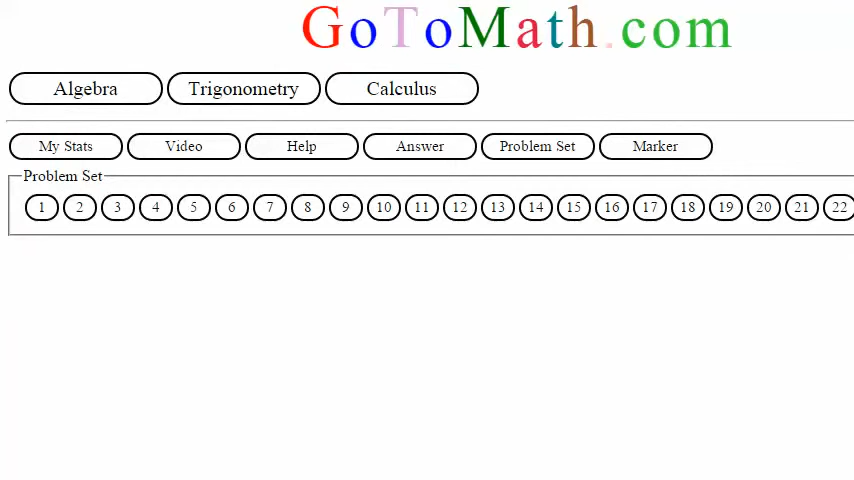 GoToMath.com
Algebra Trigonometry Calculus
My Stats Video Help Answer Problem Set Marker
Problem Set
1 2 3 4 5 6 7 8 9 10 11 12 13 14 15 16 17 18 19 20 21 22